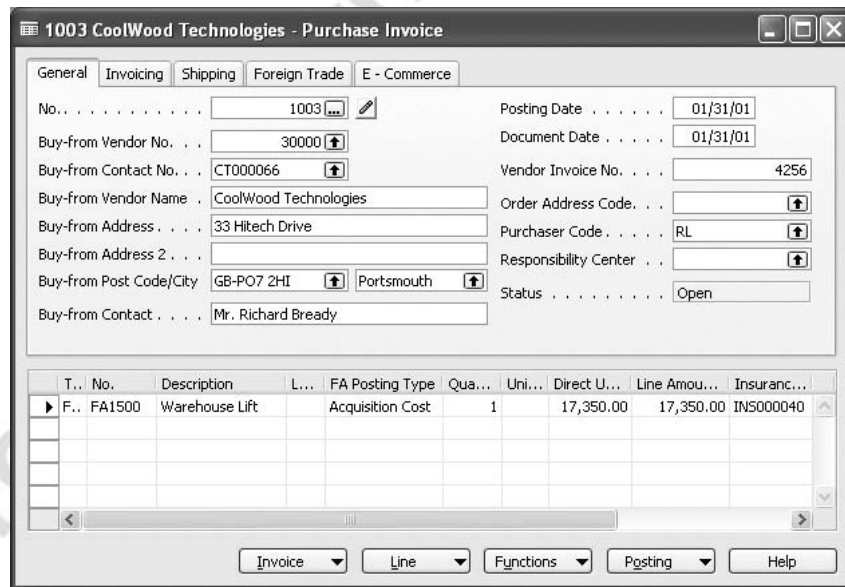 1003 CoolWood Technologies - Purchase Invoice
General Invoicing Shipping Foreign Trade E - Commerce
No.. . . . . . . . . . . 1003 ...
Buy-from Vendor No. . . . 30000
Buy-from Contact No. . . CT000066
Buy-from Vendor Name . CoolWood Technologies
Buy-from Address . . . . 33 Hitech Drive
Buy-from Address 2 . . .
Buy-from Post Code/City GB-PO7 2HI Portsmouth
Buy-from Contact . . . . Mr. Richard Bready
Posting Date . . . . . . 01/31/01
Document Date . . . . . 01/31/01
Vendor Invoice No. . . . 4256
Order Address Code. . .
Purchaser Code . . . . . RL
Responsibility Center . .
Status . . . . . . . . . Open
T.. No. Description L... FA Posting Type Qua... Uni... Direct U... Line Amou... Insuranc...
F.. FA1500 Warehouse Lift Acquisition Cost 1 17,350.00 17,350.00 INS000040
Invoice Line Functions Posting Help